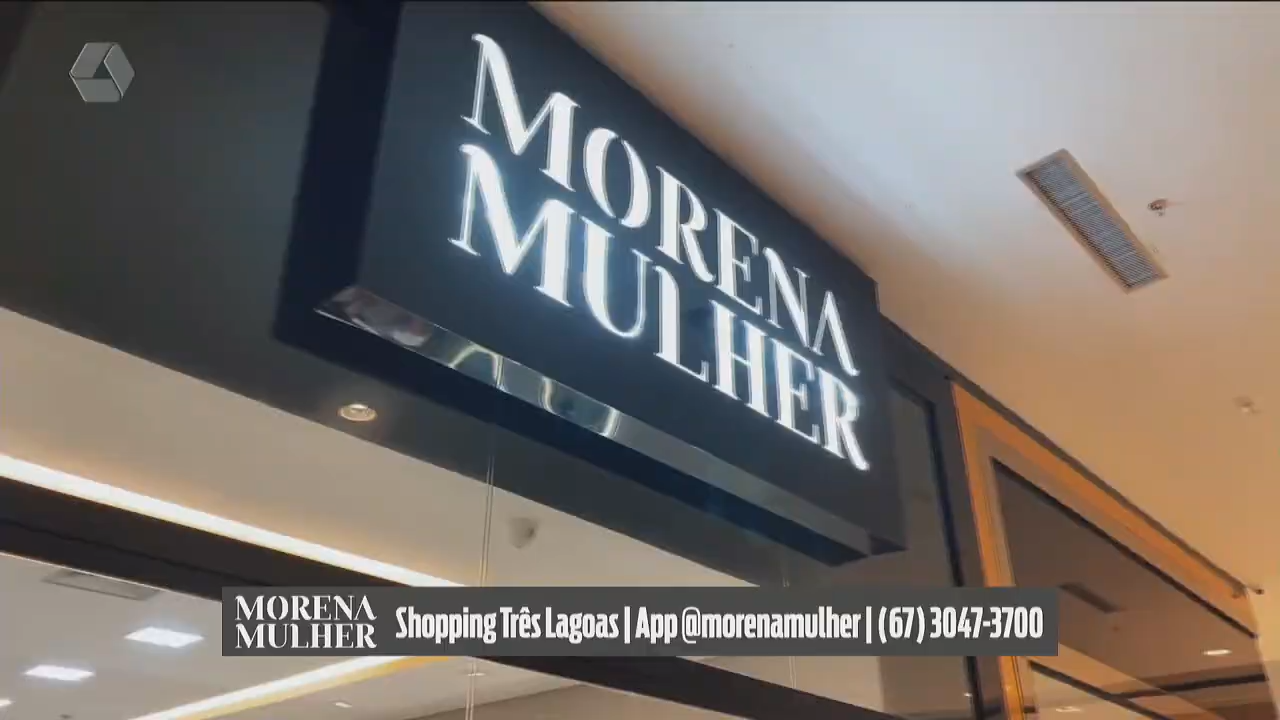 MORENA
MULHER
MORENA
MULHER
Shopping Três Lagoas | App @morenamulher | (67) 3047-3700